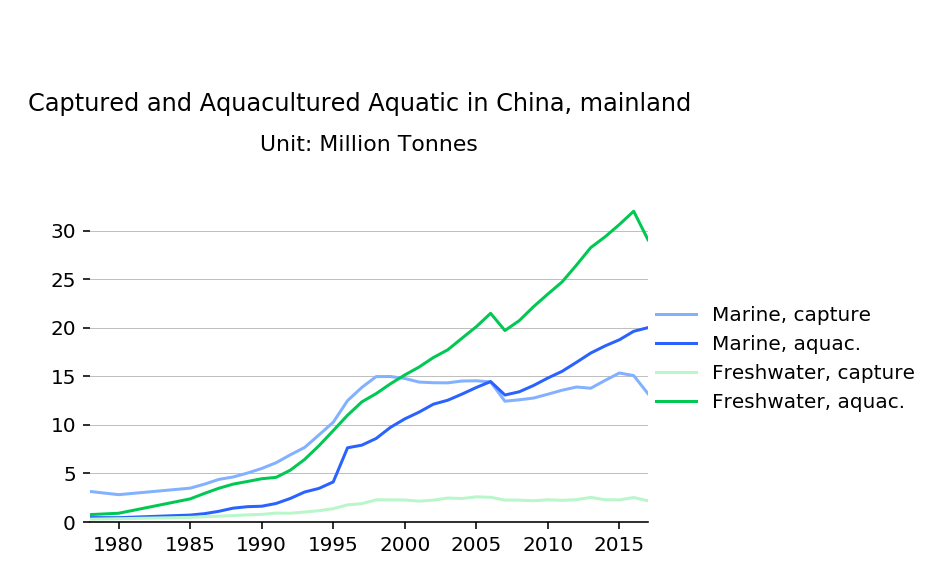 Captured and Aquacultured Aquatic in China, mainland
Unit: Million Tonnes
30
25
20
15
10
5
0
1980 1985 1990 1995 2000 2005 2010 2015
Marine, capture
Marine, aquac.
Freshwater, capture
Freshwater, aquac.